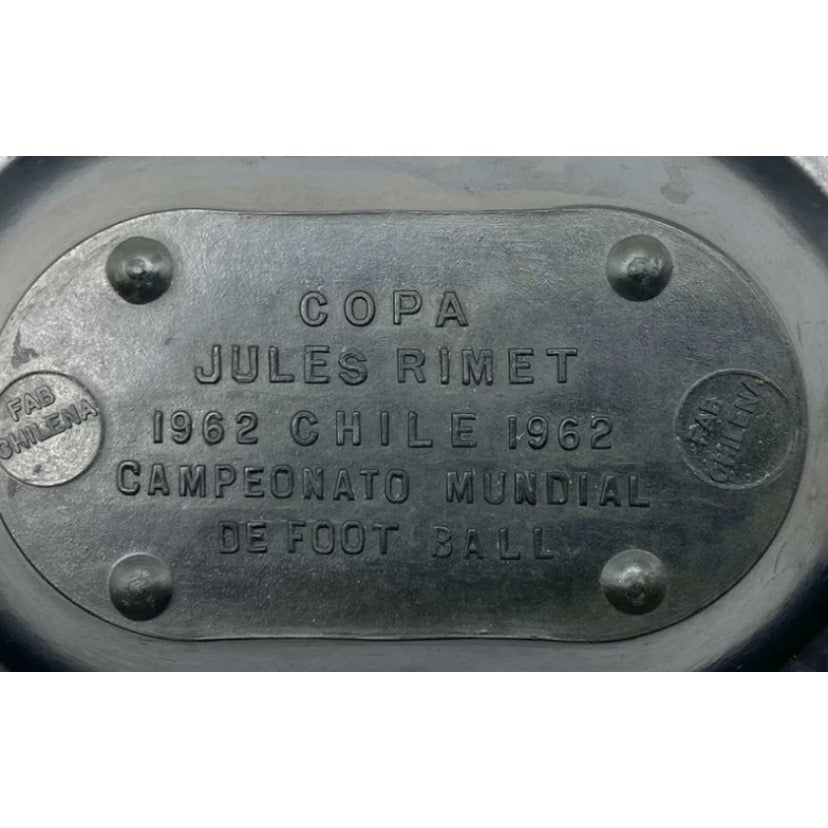 COPA
JULES RIMET
1962 CHILE 1962
CAMPEONATO MUNDIAL
DE FOOT BALL
FAB
CHILENA
FAB
CHILENA